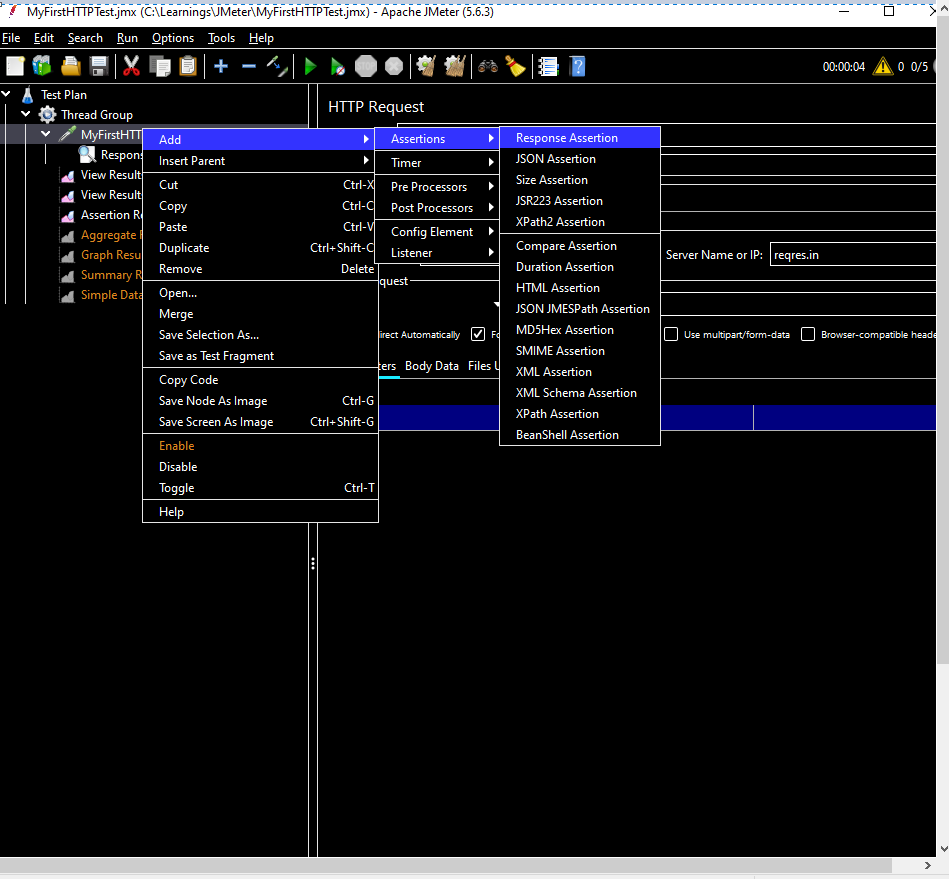 MyFirstHTTPTest.jmx (C:\Learnings\JMeter\MyFirstHTTPTest.jmx) - Apache JMeter (5.6.3)
File Edit Search Run Options Tools Help
00:00:04 0 0/5
Test Plan
Thread Group
MyFirstHTT
Respons
View Result
View Result
Assertion Re
Aggregate R
Graph Resu
Summary R
Simple Data
Add
Insert Parent
Cut Ctrl-X
Copy Ctrl-C
Paste Ctrl-V
Duplicate Ctrl+Shift-C
Remove Delete
Open...
Merge
Save Selection As...
Save as Test Fragment
Copy Code
Save Node As Image Ctrl-G
Save Screen As Image Ctrl+Shift-G
Enable
Disable
Toggle Ctrl-T
Help
Assertions
Timer
Pre Processors
Post Processors
Config Element
Listener
Response Assertion
JSON Assertion
Size Assertion
JSR223 Assertion
XPath2 Assertion
Compare Assertion
Duration Assertion
HTML Assertion
JSON JMESPath Assertion
MD5Hex Assertion
SMIME Assertion
XML Assertion
XML Schema Assertion
XPath Assertion
BeanShell Assertion
HTTP Request
Server Name or IP: reqres.in
quest
irect Automatically Fo Use multipart/form-data Browser-compatible heade
ters Body Data Files U